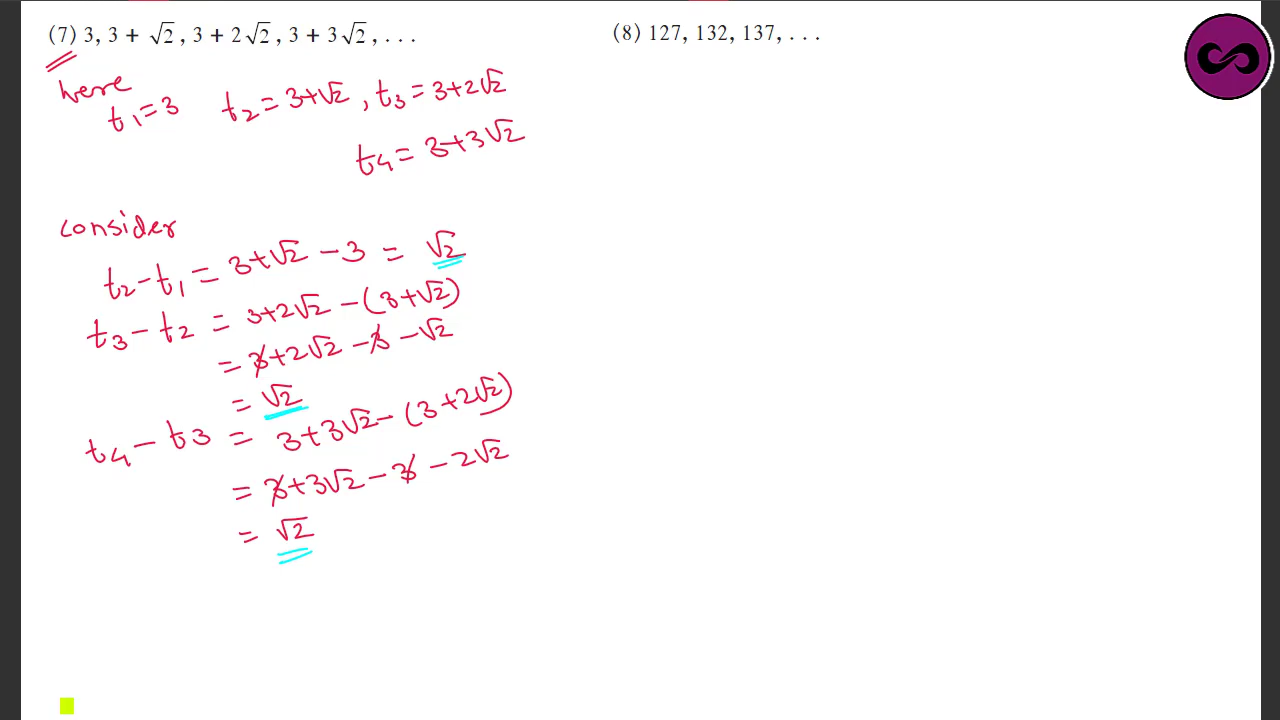 (7) 3, 3 + √2, 3 + 2√2, 3 + 3√2, . . .
here
t₁=3 t₂=3+√2, t₃=3+2√2
t₄=3+3√2
consider
t₂-t₁ = 3+√2 -3 = √2
t₃-t₂ = 3+2√2 -(3+√2)
= 3+2√2 -3 -√2
= √2
t₄-t₃ = 3+3√2-(3+2√2)
= 3+3√2-3-2√2
= √2
(8) 127, 132, 137, . . .